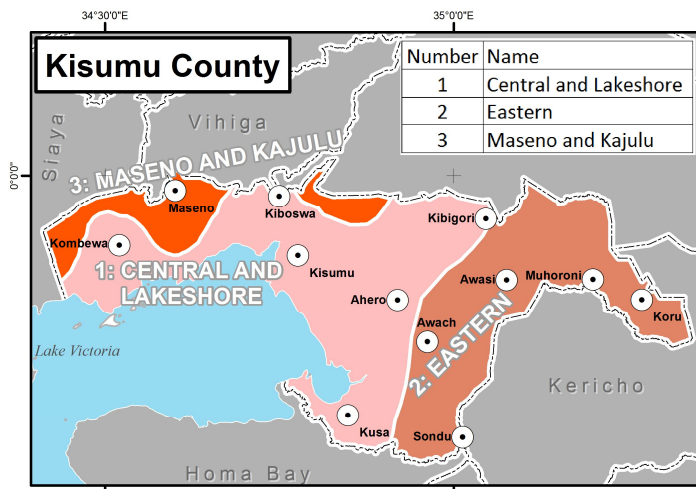 34°30'0"E
35°0'0"E
Kisumu County
Number Name
1 Central and Lakeshore
2 Eastern
3 Maseno and Kajulu
Siaya
Vihiga
3: MASENO AND KAJULU
0°0'0"
Maseno
Kiboswa
Kibigori
Kombewa
1: CENTRAL AND
LAKESHORE
Kisumu
Awasi
Muhoroni
Ahero
Koru
Awach
2: EASTERN
Lake Victoria
Kericho
Kusa
Sondu
Homa Bay